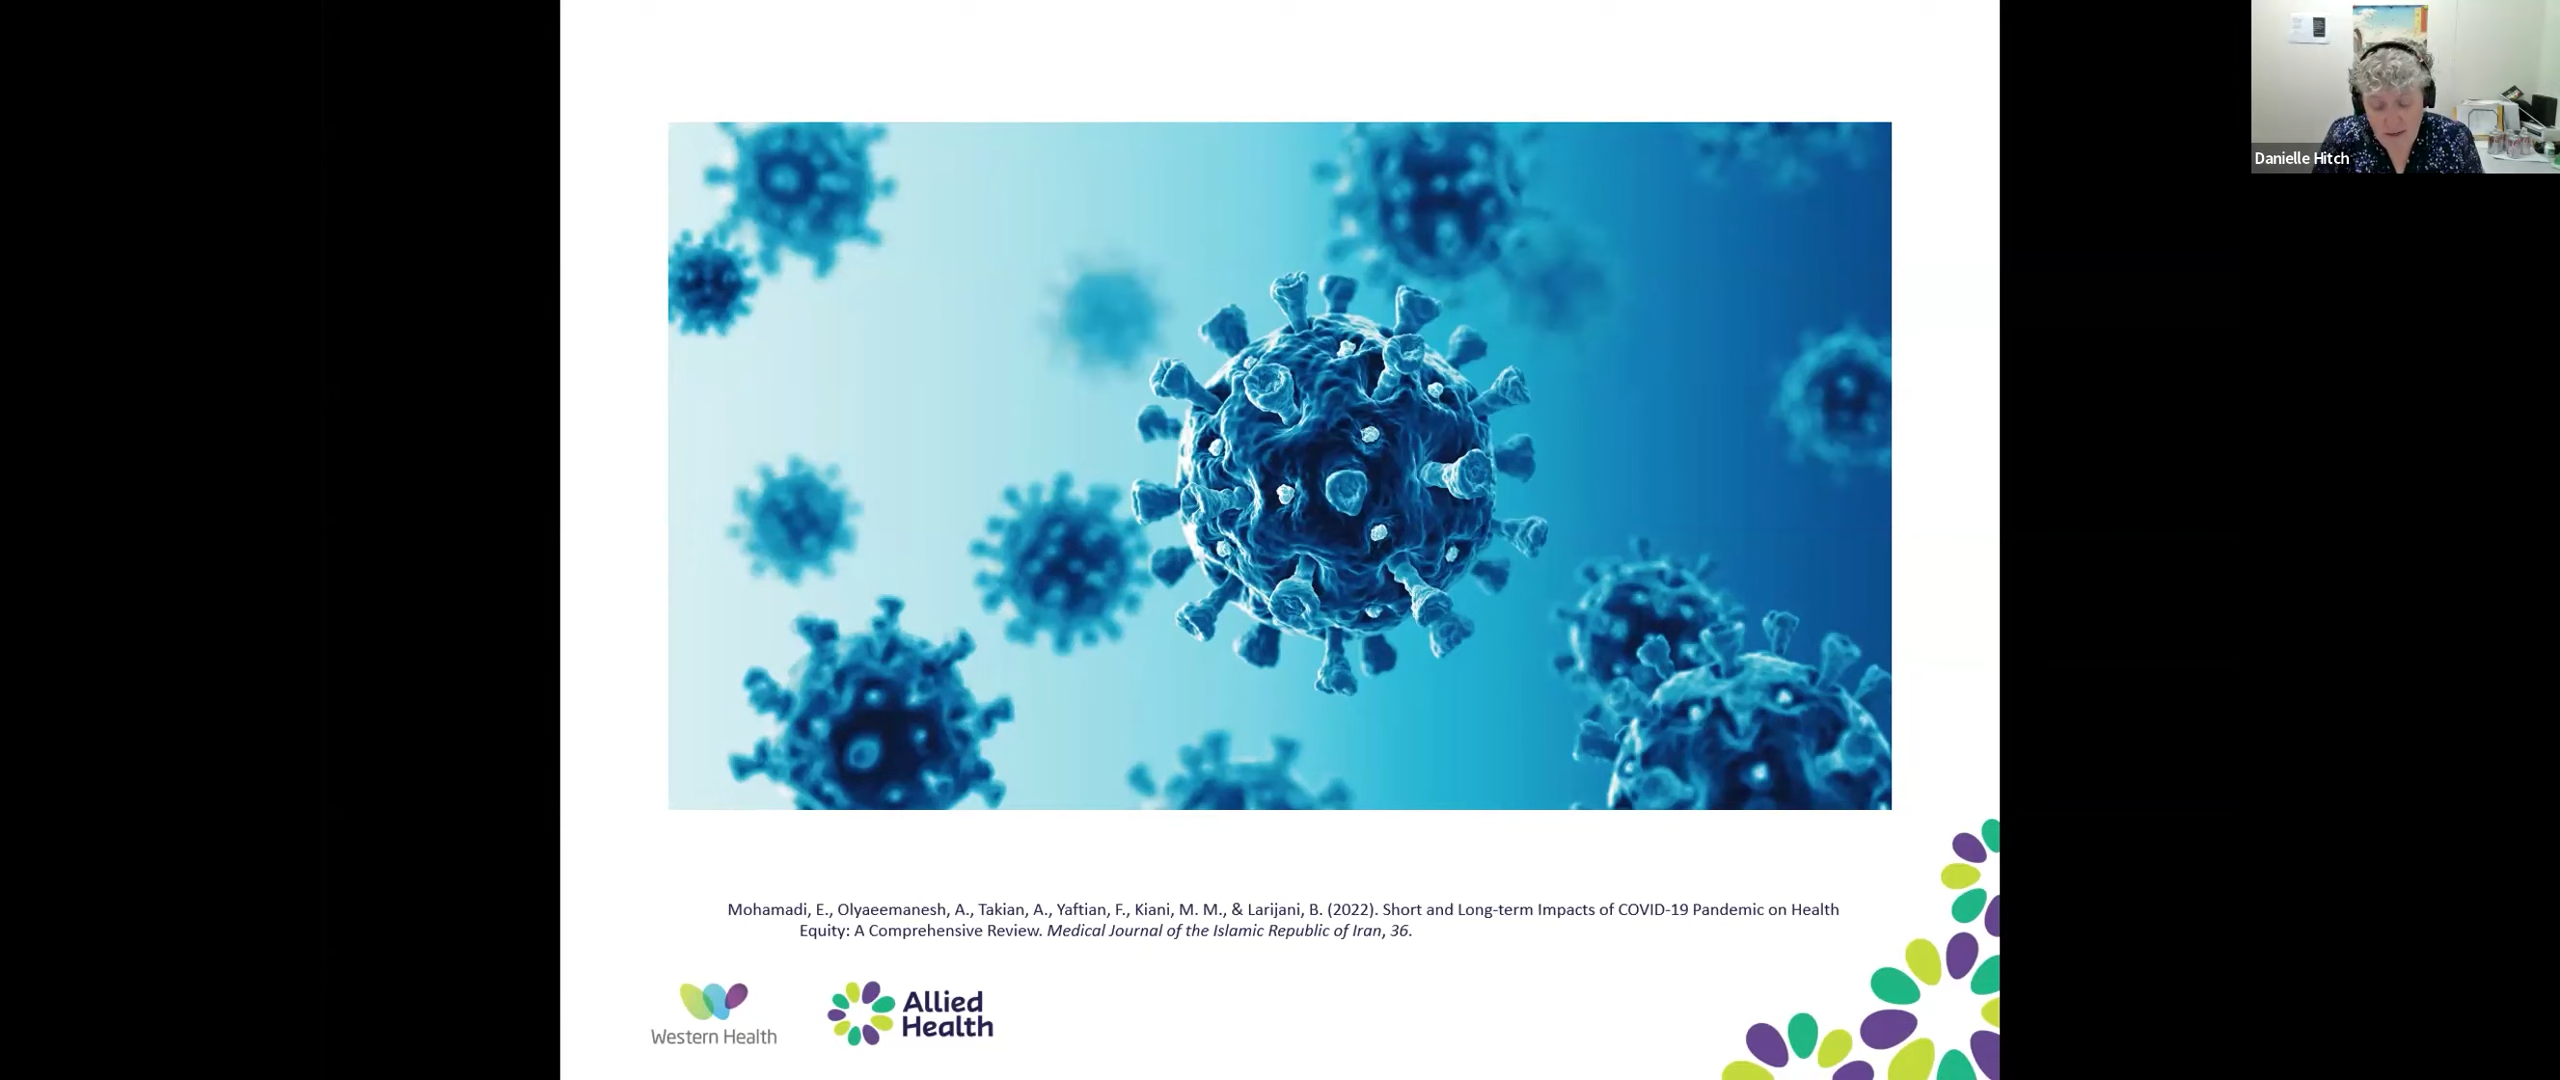 Danielle Hitch
Mohamadi, E., Olyaeemanesh, A., Takian, A., Yaftian, F., Kiani, M. M., & Larijani, B. (2022). Short and Long-term Impacts of COVID-19 Pandemic on Health
Equity: A Comprehensive Review. Medical Journal of the Islamic Republic of Iran, 36.
Western Health
Allied
Health